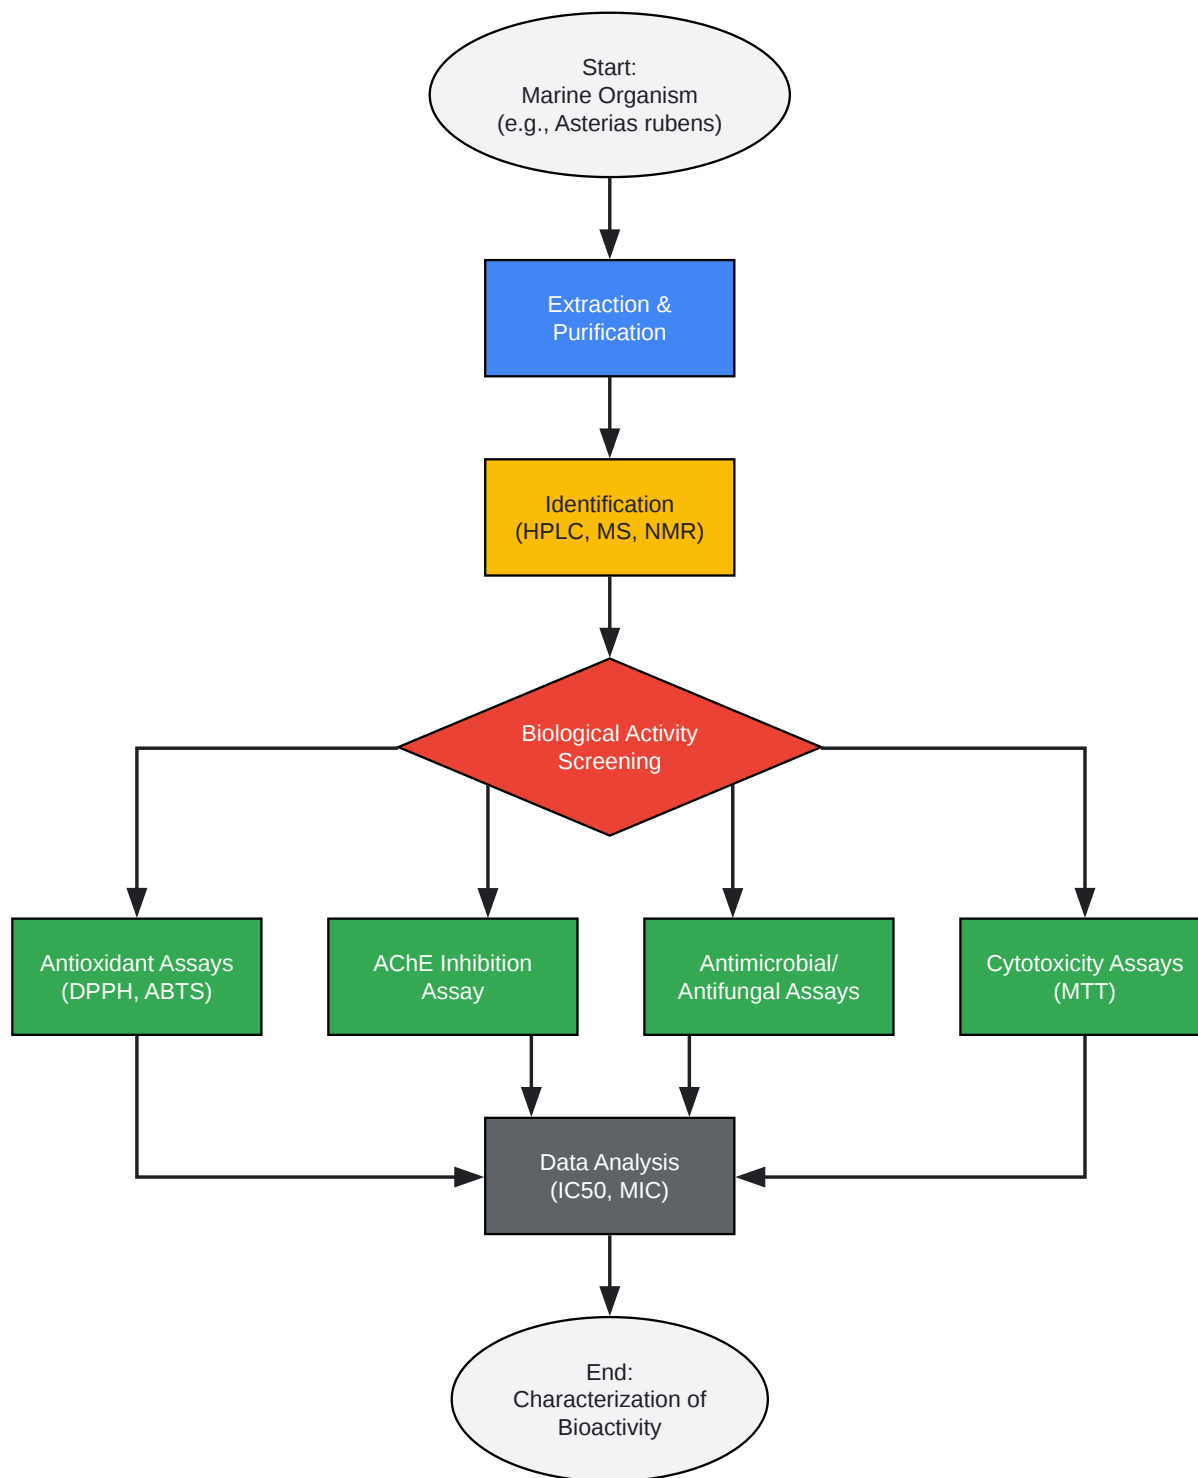 Start:
Marine Organism
(e.g., Asterias rubens)
Extraction &
Purification
Identification
(HPLC, MS, NMR)
Biological Activity
Screening
Antioxidant Assays
(DPPH, ABTS)
AChE Inhibition
Assay
Antimicrobial/
Antifungal Assays
Cytotoxicity Assays
(MTT)
Data Analysis
(IC50, MIC)
End:
Characterization of
Bioactivity